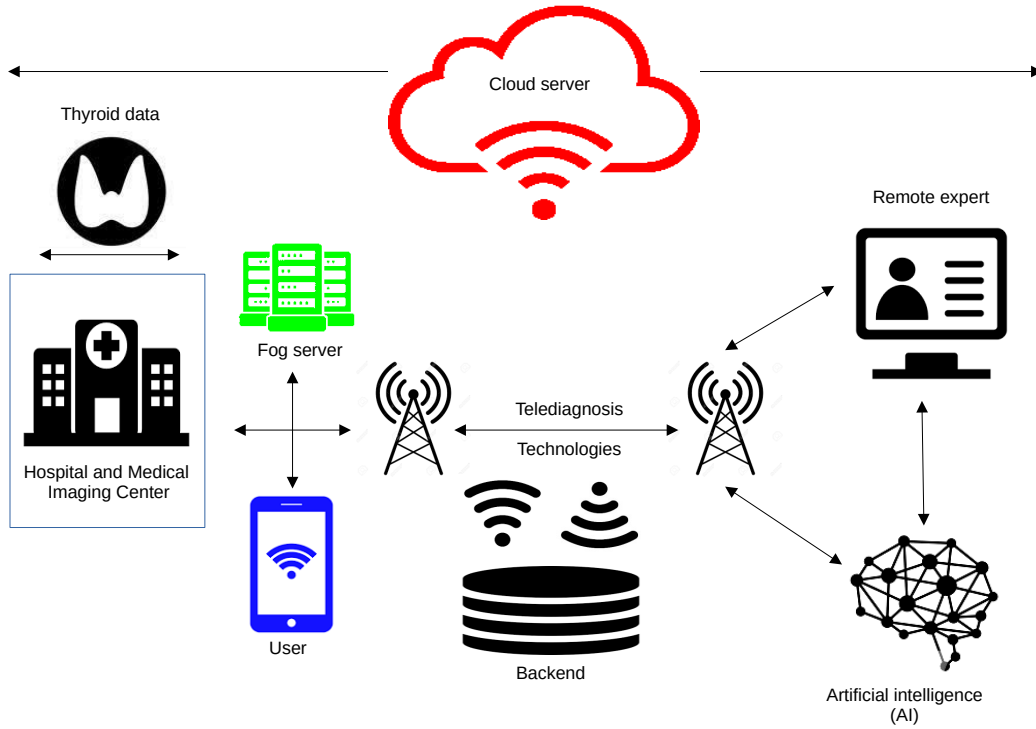 Cloud server
Thyroid data
Remote expert
Fog server
Telediagnosis
Technologies
Hospital and Medical
Imaging Center
User
Backend
Artificial intelligence
(AI)